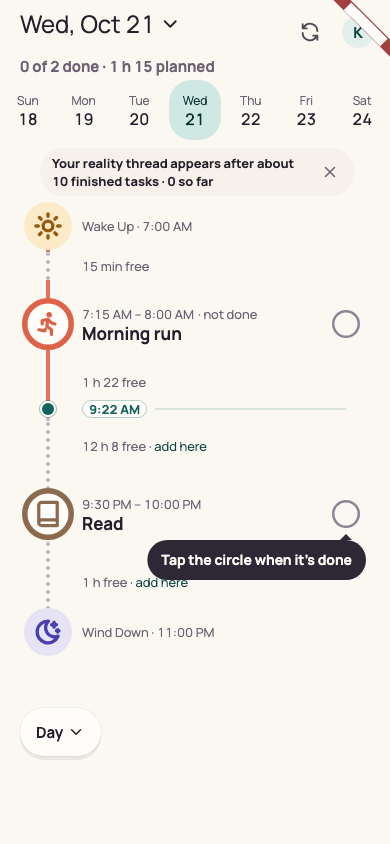 Wed, Oct 21
K
0 of 2 done · 1 h 15 planned
Sun Mon Tue Wed Thu Fri Sat
18 19 20 21 22 23 24
Your reality thread appears after about
10 finished tasks · 0 so far
Wake Up · 7:00 AM
15 min free
7:15 AM – 8:00 AM · not done
Morning run
1 h 22 free
9:22 AM
12 h 8 free · add here
9:30 PM – 10:00 PM
Read
Tap the circle when it's done
1 h free · add here
Wind Down · 11:00 PM
Day